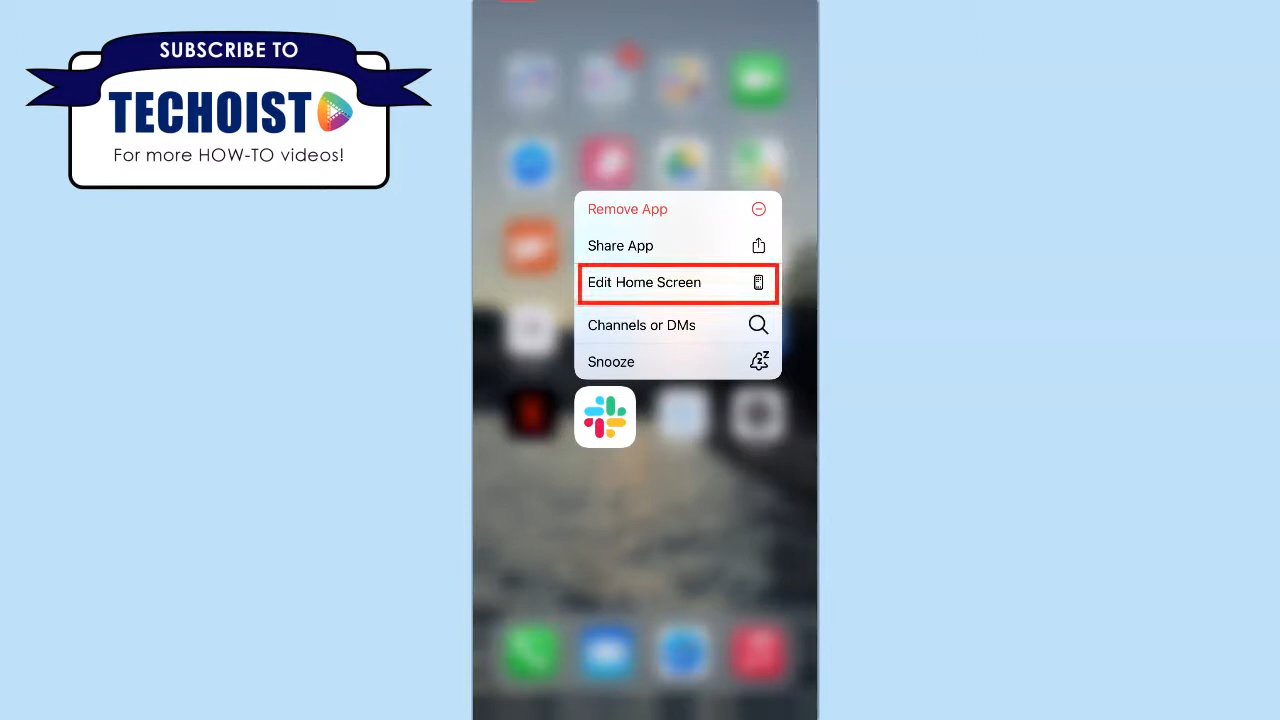 SUBSCRIBE TO
TECHOIST
For more HOW-TO videos!
Remove App
Share App
Edit Home Screen
Channels or DMs
Snooze